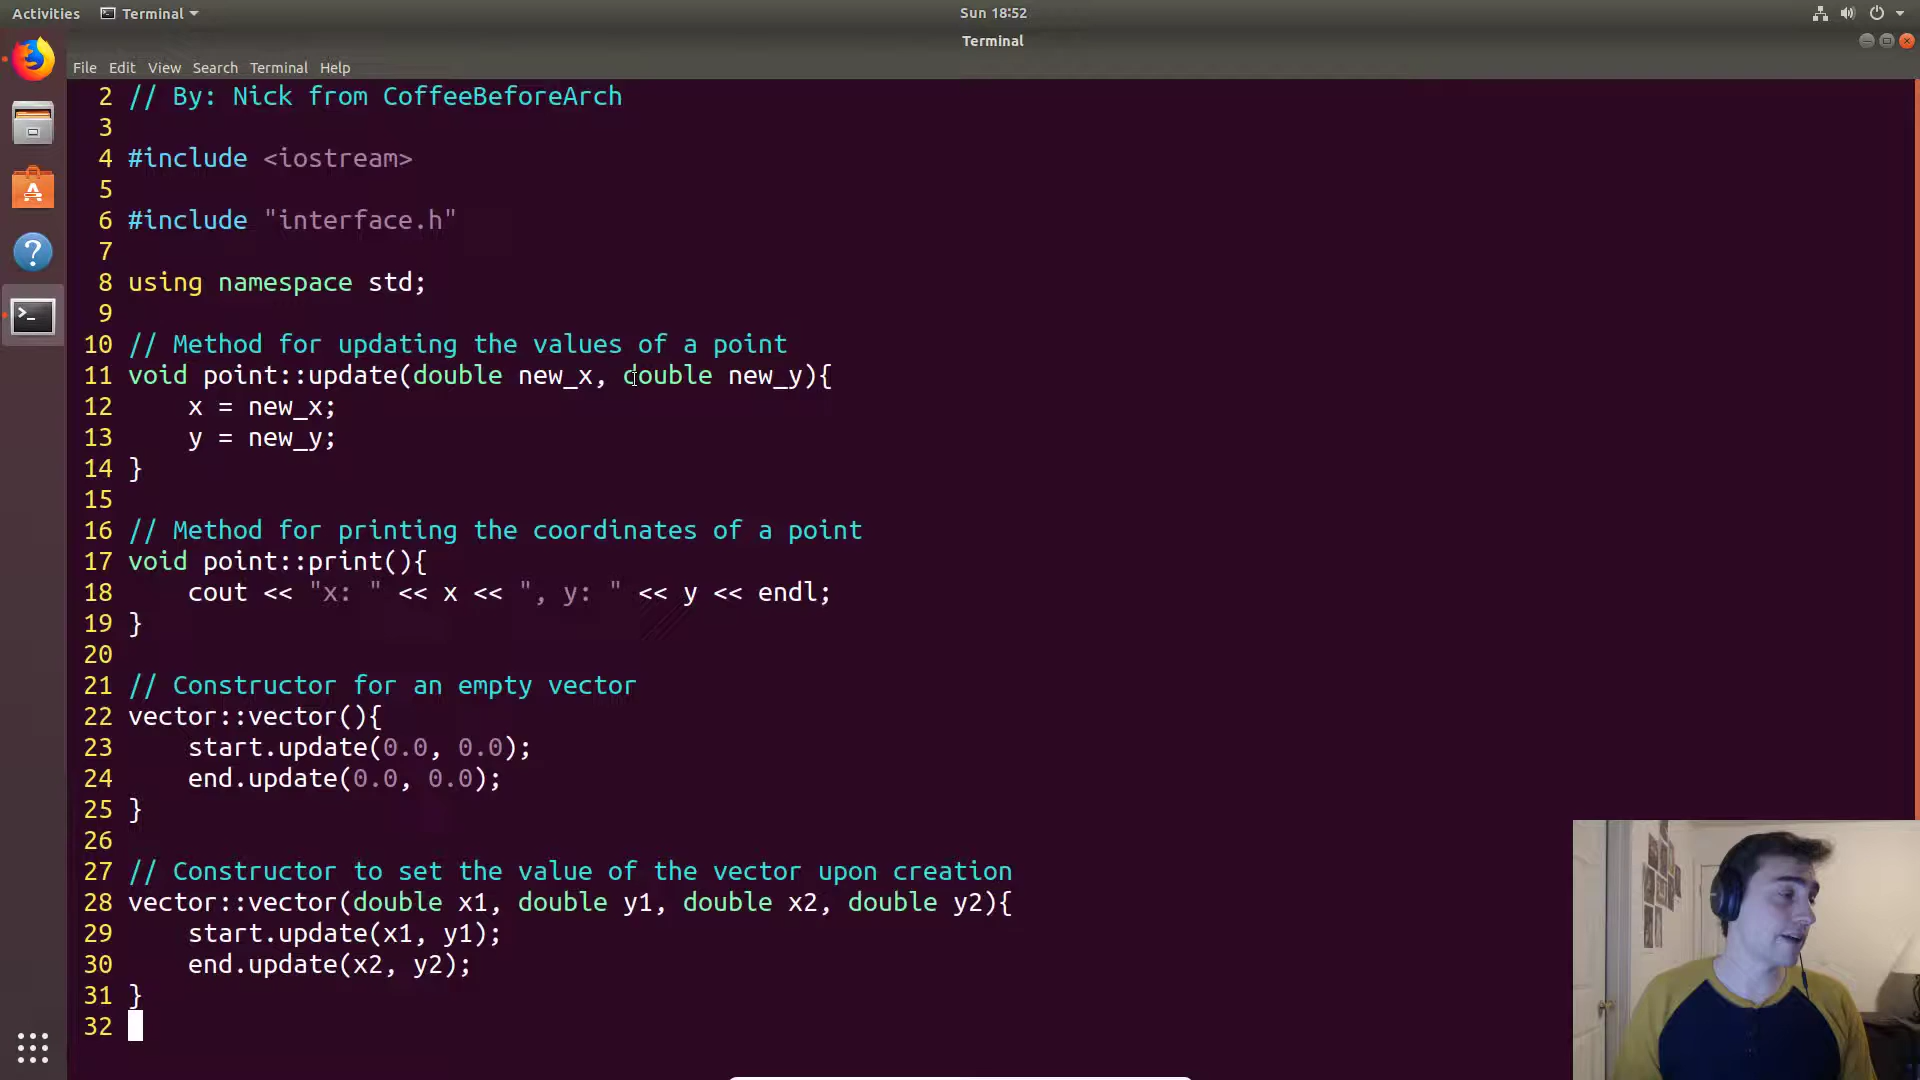 Activities Terminal Sun 18:52
Terminal
File Edit View Search Terminal Help
2 // By: Nick from CoffeeBeforeArch
3
4 #include <iostream>
5
6 #include "interface.h"
7
8 using namespace std;
9
10 // Method for updating the values of a point
11 void point::update(double new_x, double new_y){
12     x = new_x;
13     y = new_y;
14 }
15
16 // Method for printing the coordinates of a point
17 void point::print(){
18     cout << "x: " << x << ", y: " << y << endl;
19 }
20
21 // Constructor for an empty vector
22 vector::vector(){
23     start.update(0.0, 0.0);
24     end.update(0.0, 0.0);
25 }
26
27 // Constructor to set the value of the vector upon creation
28 vector::vector(double x1, double y1, double x2, double y2){
29     start.update(x1, y1);
30     end.update(x2, y2);
31 }
32